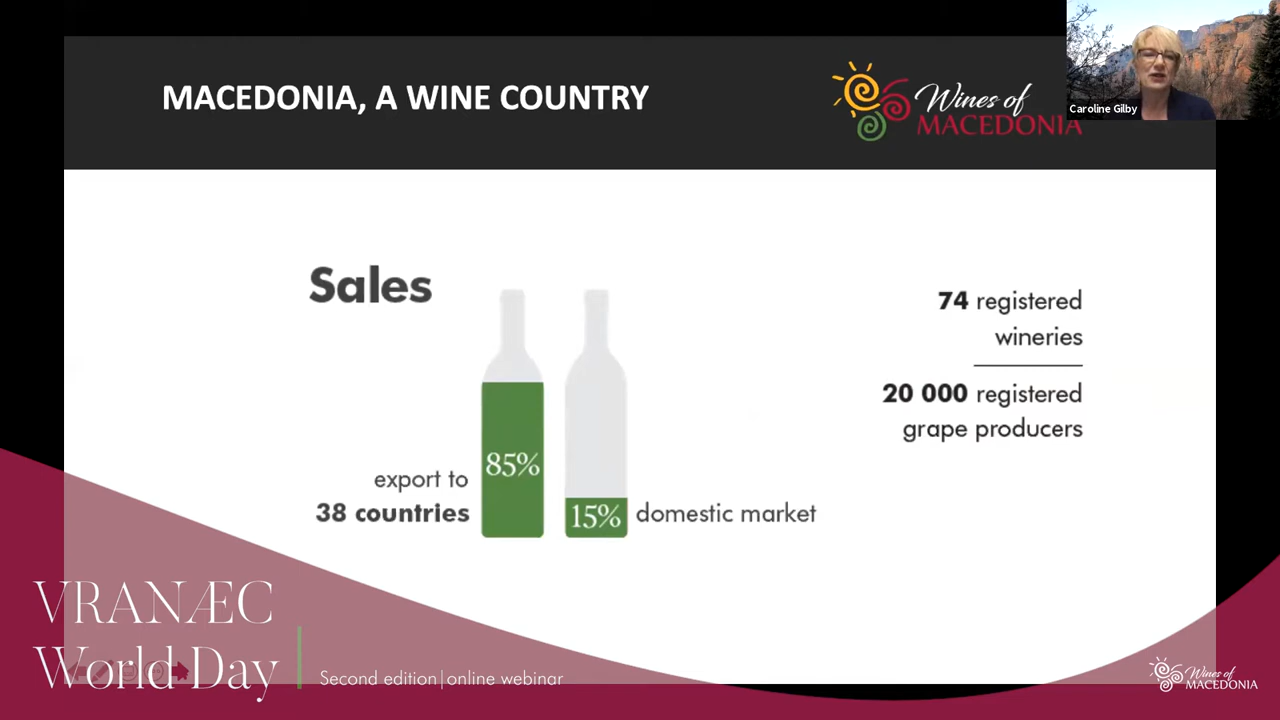 MACEDONIA, A WINE COUNTRY
Wines of
MACEDONIA
Caroline Gilby
Sales
74 registered
wineries
20 000 registered
grape producers
85%
export to
38 countries
15%
domestic market
VRANÆC
World Day
Second edition|online webinar
Wines of
MACEDONIA